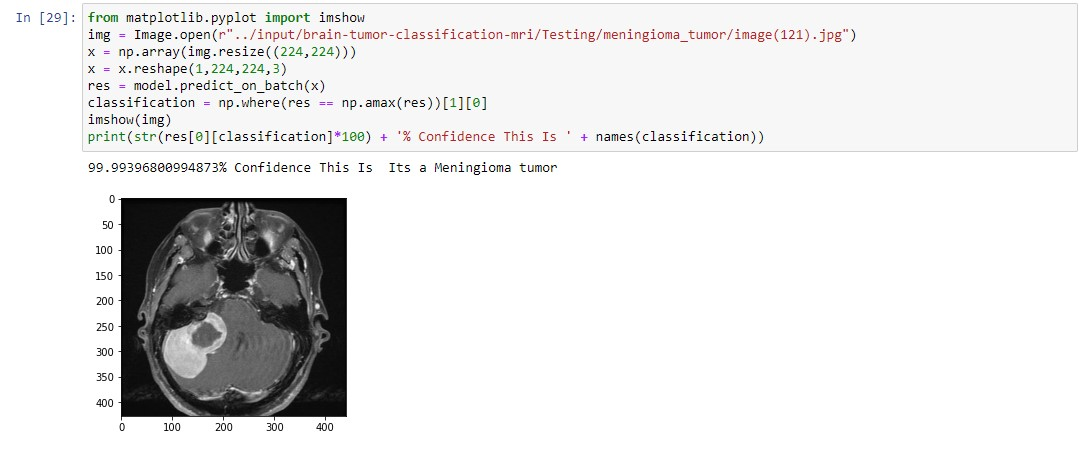 In [29]: from matplotlib.pyplot import imshow
img = Image.open(r"../input/brain-tumor-classification-mri/Testing/meningioma_tumor/image(121).jpg")
x = np.array(img.resize((224,224)))
x = x.reshape(1,224,224,3)
res = model.predict_on_batch(x)
classification = np.where(res == np.amax(res))[1][0]
imshow(img)
print(str(res[0][classification]*100) + '% Confidence This Is ' + names(classification))
99.99396800994873% Confidence This Is  Its a Meningioma tumor
0
50
100
150
200
250
300
350
400
0 100 200 300 400